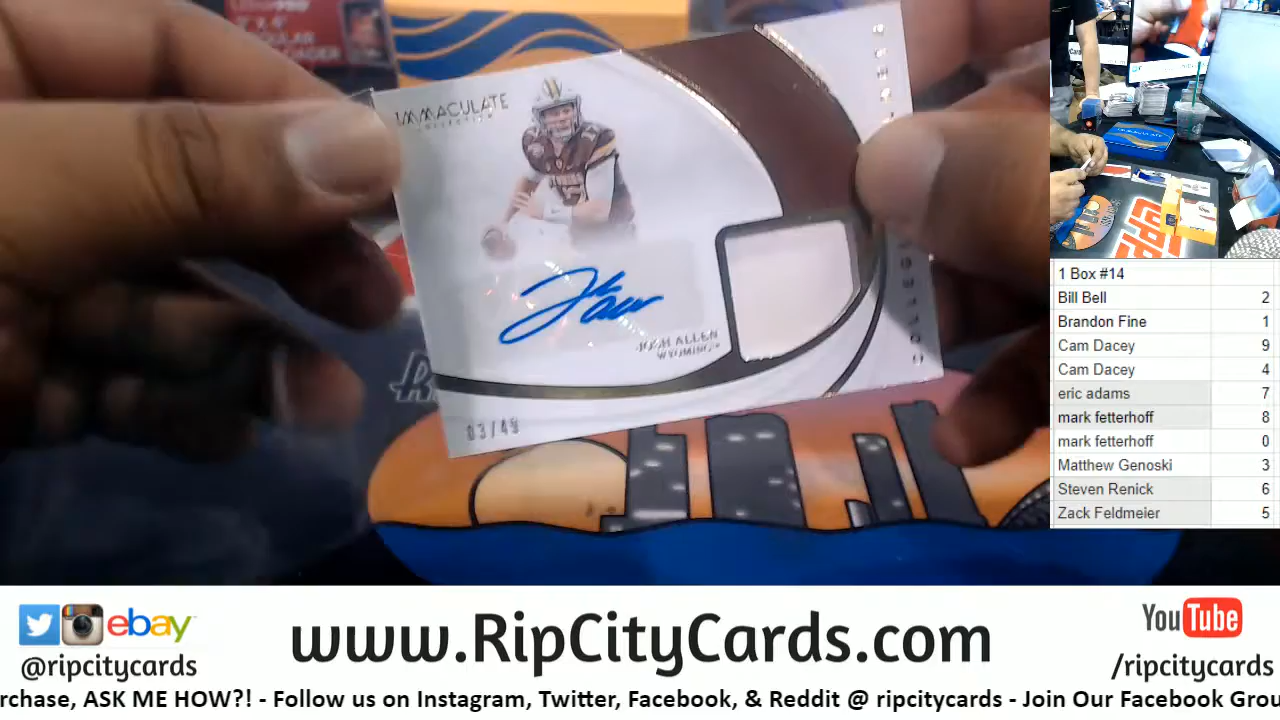 IMMACULATE
COLLECTION
JOSH ALLEN
WYOMING
03/49
1 Box #14
Bill Bell 2
Brandon Fine 1
Cam Dacey 9
Cam Dacey 4
eric adams 7
mark fetterhoff 8
mark fetterhoff 0
Matthew Genoski 3
Steven Renick 6
Zack Feldmeier 5
ebay
@ripcitycards
www.RipCityCards.com
YouTube
/ripcitycards
rchase, ASK ME HOW?! - Follow us on Instagram, Twitter, Facebook, & Reddit @ ripcitycards - Join Our Facebook Grou